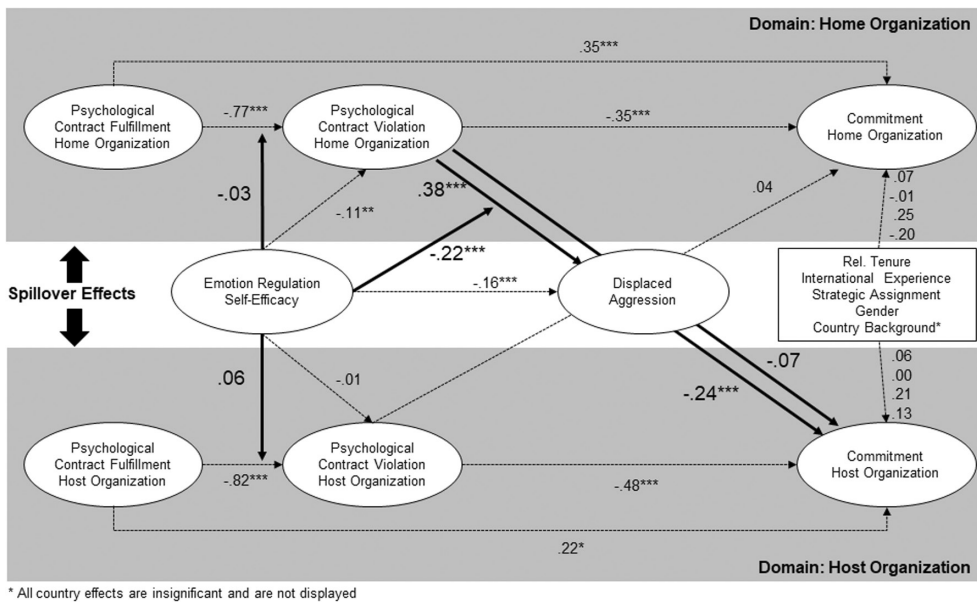 Domain: Home Organization
.35***
Psychological
Contract Fulfillment
Home Organization
-.77***
Psychological
Contract Violation
Home Organization
-.35***
Commitment
Home Organization
-.03
-.11**
.38***
.04
.07
-.01
.25
-.20
-.22***
Spillover Effects
Emotion Regulation
Self-Efficacy
-.16***
Displaced
Aggression
Rel. Tenure
International Experience
Strategic Assignment
Gender
Country Background*
.06
-.01
-.07
-.24***
.06
.00
.21
.13
Psychological
Contract Fulfillment
Host Organization
-.82***
Psychological
Contract Violation
Host Organization
-.48***
Commitment
Host Organization
.22*
Domain: Host Organization
* All country effects are insignificant and are not displayed